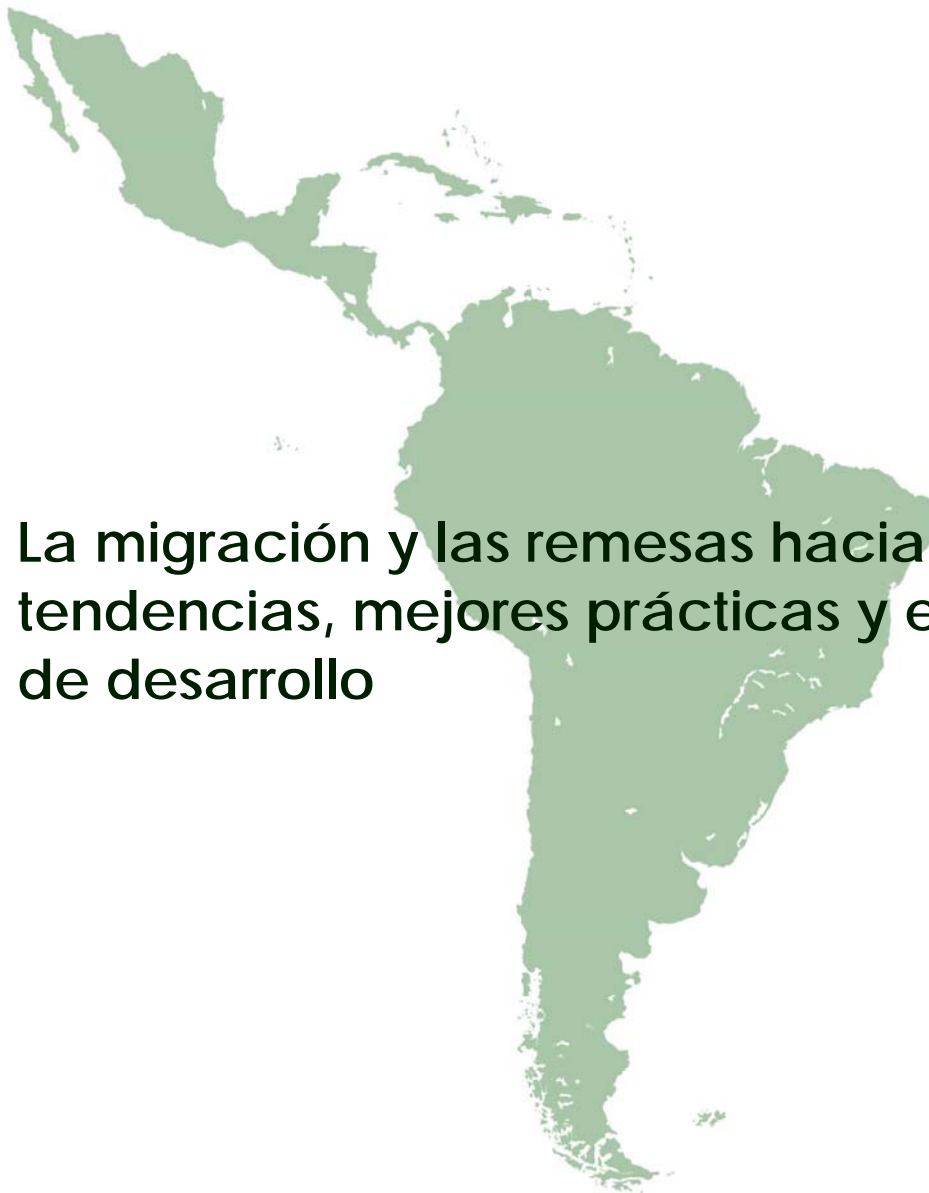 La migración y las remesas hacia
tendencias, mejores prácticas y
de desarrollo